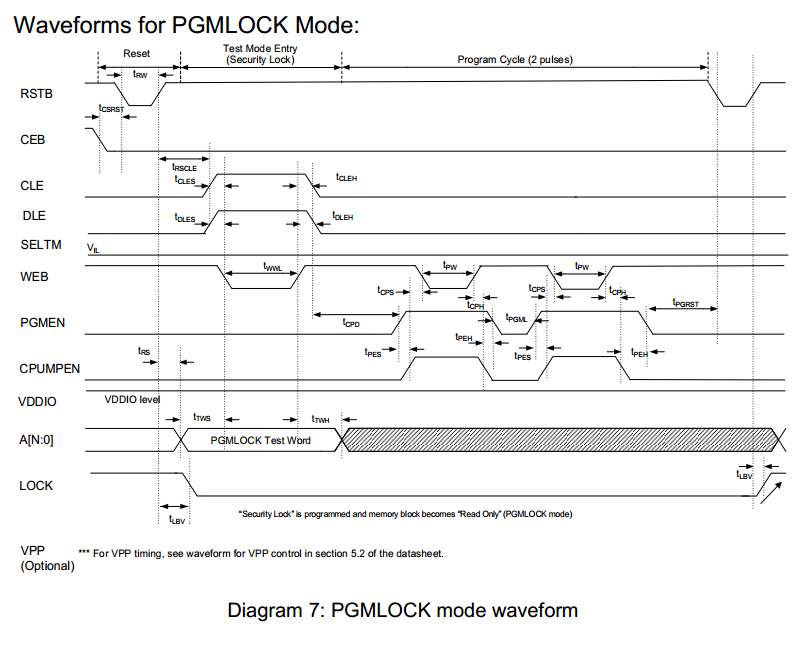 Waveforms for PGMLOCK Mode:
Reset
Test Mode Entry
(Security Lock)
Program Cycle (2 pulses)
tRW
RSTB
tCSRST
CEB
tRSCLE
tCLES
tCLEH
CLE
tDLES
tDLEH
DLE
SELTM
VIL
WEB
tWWL
tPW
tPW
tCPS
tCPH
tCPS
tCPH
tPGRST
PGMEN
tCPD
tPGML
tPEH
tRS
tPES
tPES
tPEH
CPUMPEN
VDDIO
VDDIO level
tTWS
tTWH
A[N:0]
PGMLOCK Test Word
tLBV
LOCK
tLBV
"Security Lock" is programmed and memory block becomes "Read Only" (PGMLOCK mode)
VPP
(Optional)
*** For VPP timing, see waveform for VPP control in section 5.2 of the datasheet.
Diagram 7: PGMLOCK mode waveform